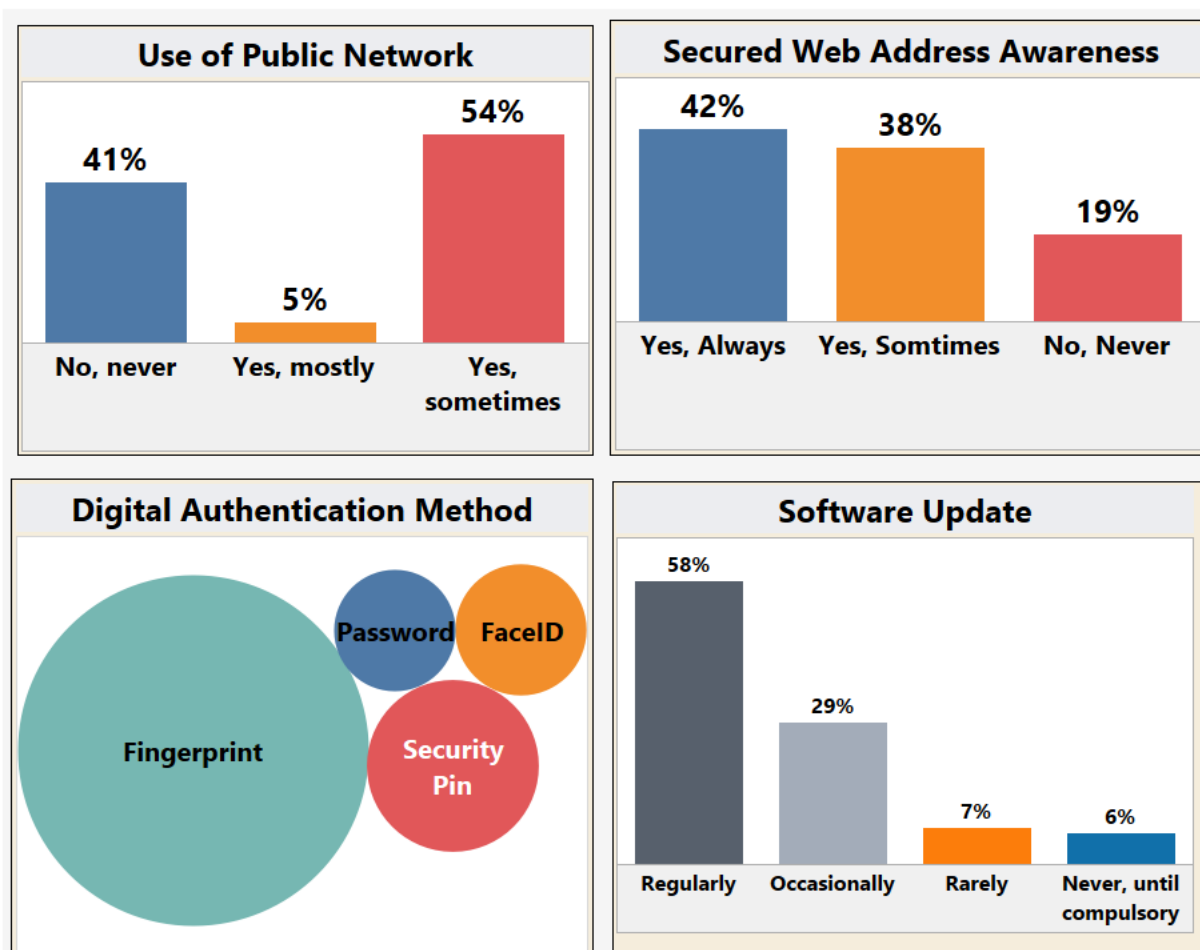 Use of Public Network
41%
5%
54%
No, never
Yes, mostly
Yes,
sometimes
Secured Web Address Awareness
42%
38%
19%
Yes, Always
Yes, Somtimes
No, Never
Digital Authentication Method
Password
FaceID
Fingerprint
Security
Pin
Software Update
58%
29%
7%
6%
Regularly
Occasionally
Rarely
Never, until
compulsory